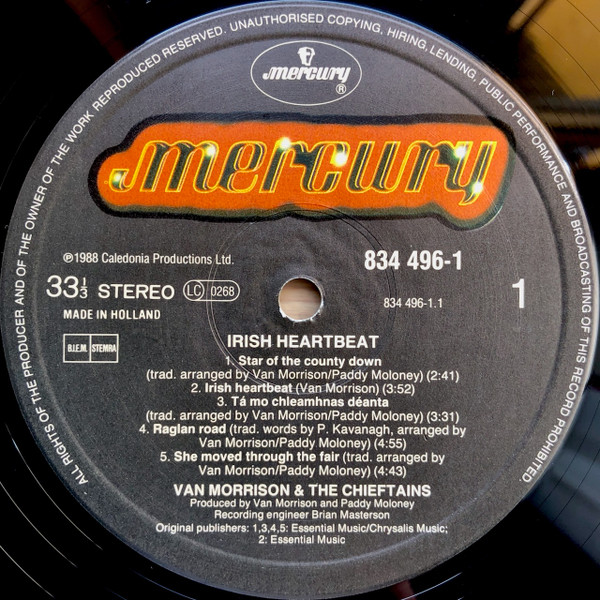 ALL RIGHTS OF THE PRODUCER AND OF THE OWNER OF THE WORK REPRODUCED RESERVED. UNAUTHORISED COPYING, HIRING, LENDING, PUBLIC PERFORMANCE AND BROADCASTING OF THIS RECORD PROHIBITED
mercury ®
mercury
℗1988 Caledonia Productions Ltd.
834 496-1
33⅓ STEREO LC 0268
834 496-1.1
1
MADE IN HOLLAND
B.I.E.M. STEMRA
IRISH HEARTBEAT
1. Star of the county down
(trad. arranged by Van Morrison/Paddy Moloney) (2:41)
2. Irish heartbeat (Van Morrison) (3:52)
3. Tá mo chleamhnas déanta
(trad. arranged by Van Morrison/Paddy Moloney) (3:31)
4. Raglan road (trad. words by P. Kavanagh, arranged by
Van Morrison/Paddy Moloney) (4:55)
5. She moved through the fair (trad. arranged by
Van Morrison/Paddy Moloney) (4:43)
VAN MORRISON & THE CHIEFTAINS
Produced by Van Morrison and Paddy Moloney
Recording engineer Brian Masterson
Original publishers: 1,3,4,5: Essential Music/Chrysalis Music;
2: Essential Music